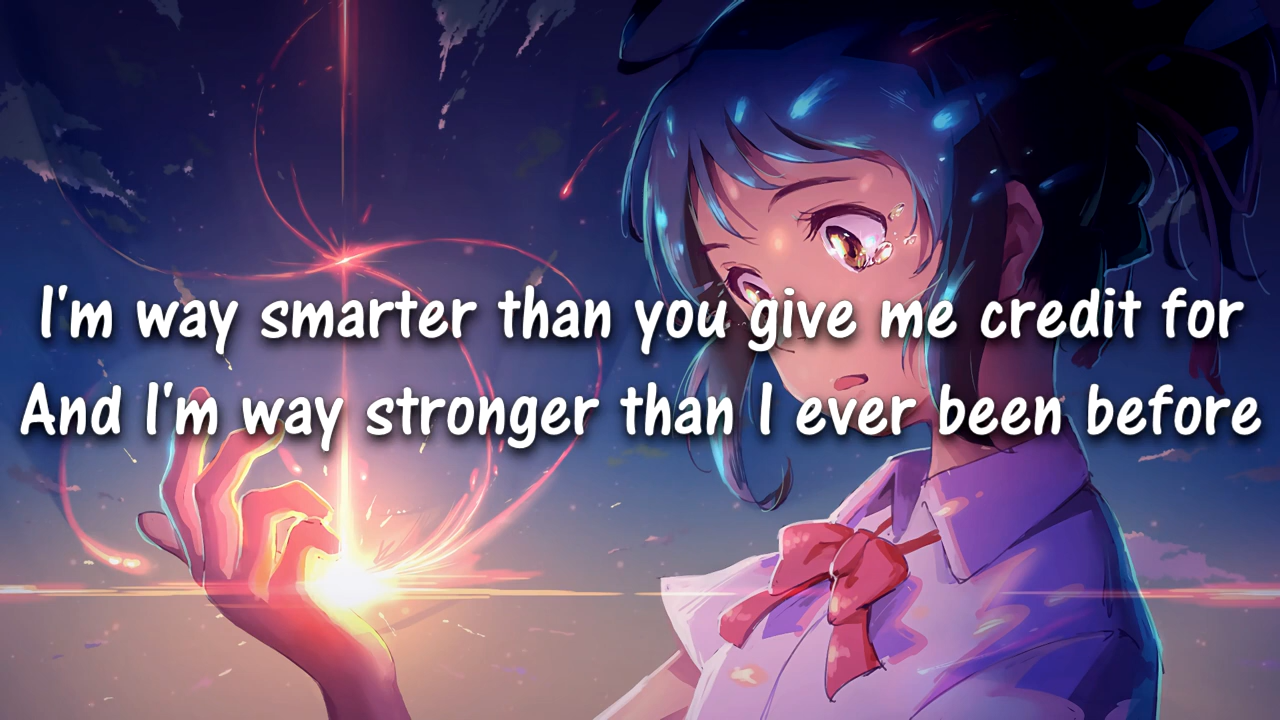 I'm way smarter than you give me credit for
And I'm way stronger than I ever been before